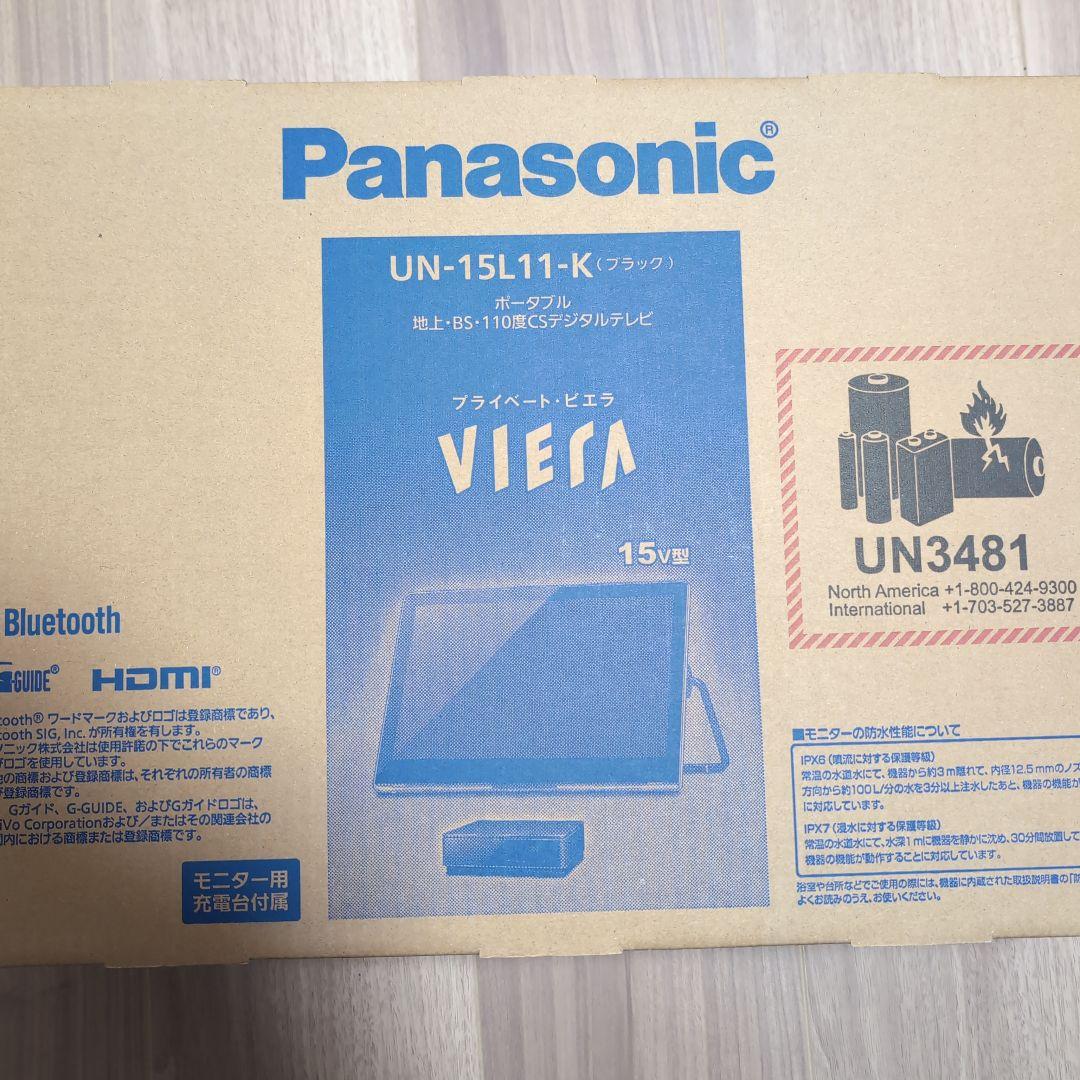 Panasonic®
UN-15L11-K（ブラック）
ポータブル
地上・BS・110度CSデジタルテレビ
プライベート・ビエラ
VIERA
15V型
UN3481
North America +1-800-424-9300
International +1-703-527-3887
Bluetooth
G-GUIDE® HDMI®
tooth® ワードマークおよびロゴは登録商標であり、
tooth SIG, Inc. が所有権を有します。
ソニック株式会社は使用許諾の下でこれらのマーク
びロゴを使用しています。
他の商標および登録商標は、それぞれの所有者の商標
登録商標です。
Gガイド、G-GUIDE、およびGガイドロゴは、
iVo Corporationおよび／またはその関連会社の
国内における商標または登録商標です。
モニター用
充電台付属
■モニターの防水性能について
IPX6（噴流に対する保護等級）
常温の水道水にて、機器から約3m離れて、内径12.5mmのノズ
方向から約100L/分の水を3分以上注水したあと、機器の機能が
に対応しています。
IPX7（浸水に対する保護等級）
常温の水道水にて、水深1mに機器を静かに沈め、30分間放置して
機器の機能が動作することに対応しています。
浴室や台所などでご使用の際には、機器に内蔵された取扱説明書の「防
よくお読みのうえ、お使いください。